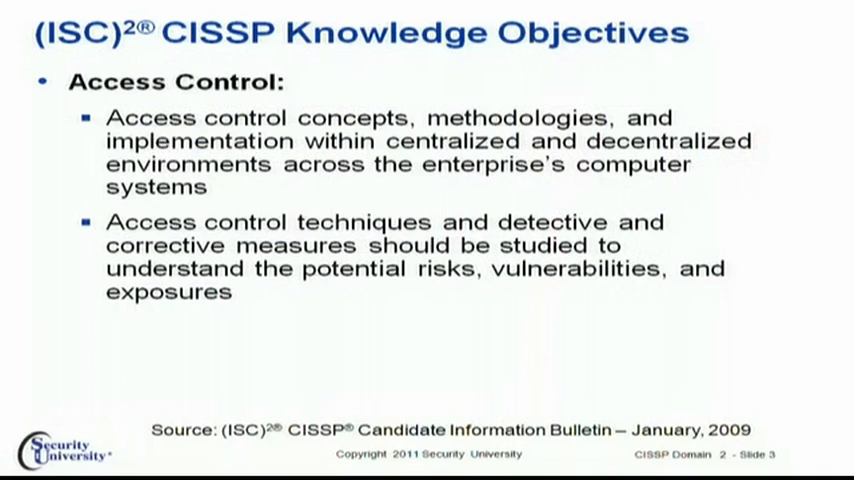 (ISC)²® CISSP Knowledge Objectives
• Access Control:
▪ Access control concepts, methodologies, and
implementation within centralized and decentralized
environments across the enterprise's computer
systems
▪ Access control techniques and detective and
corrective measures should be studied to
understand the potential risks, vulnerabilities, and
exposures
Source: (ISC)²® CISSP® Candidate Information Bulletin – January, 2009
Security
University
Copyright 2011 Security University
CISSP Domain 2 - Slide 3